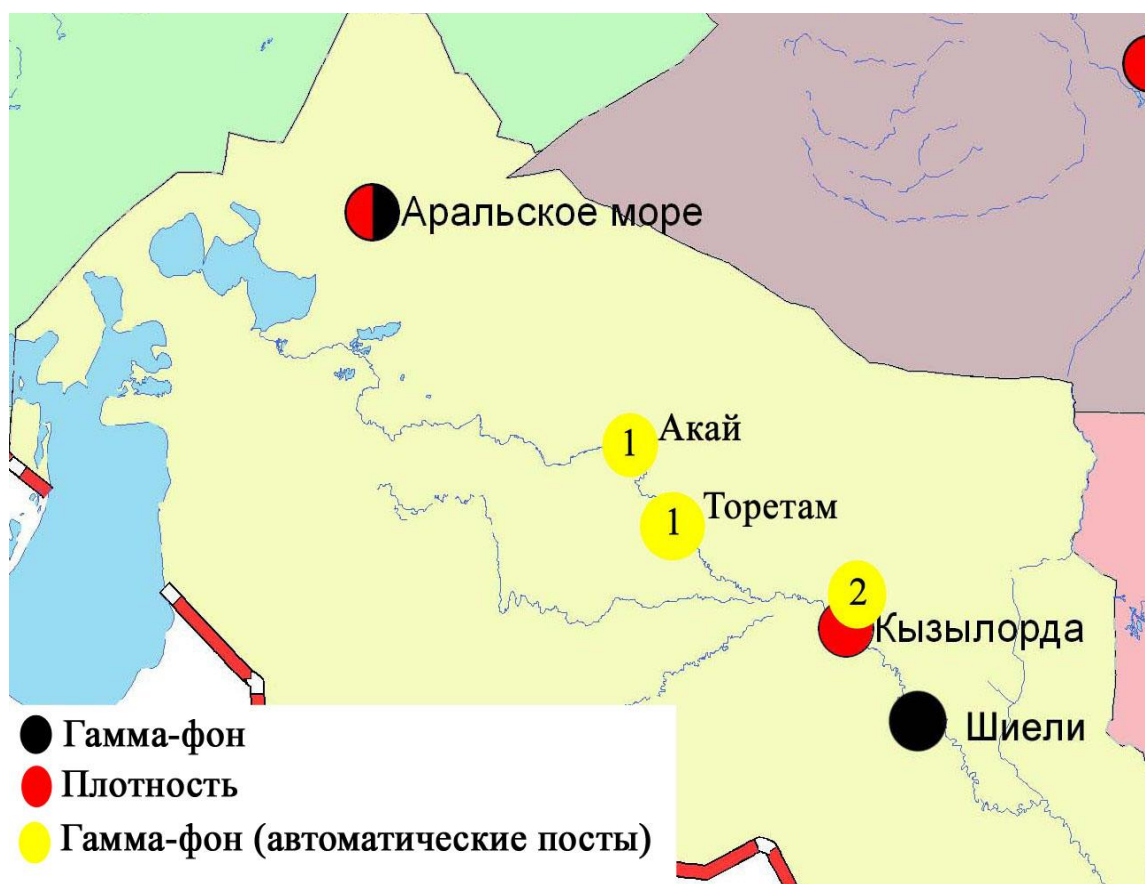 Аральское море
1 Акай
1 Торетам
2
Кызылорда
Шиели
Гамма-фон
Плотность
Гамма-фон (автоматические посты)